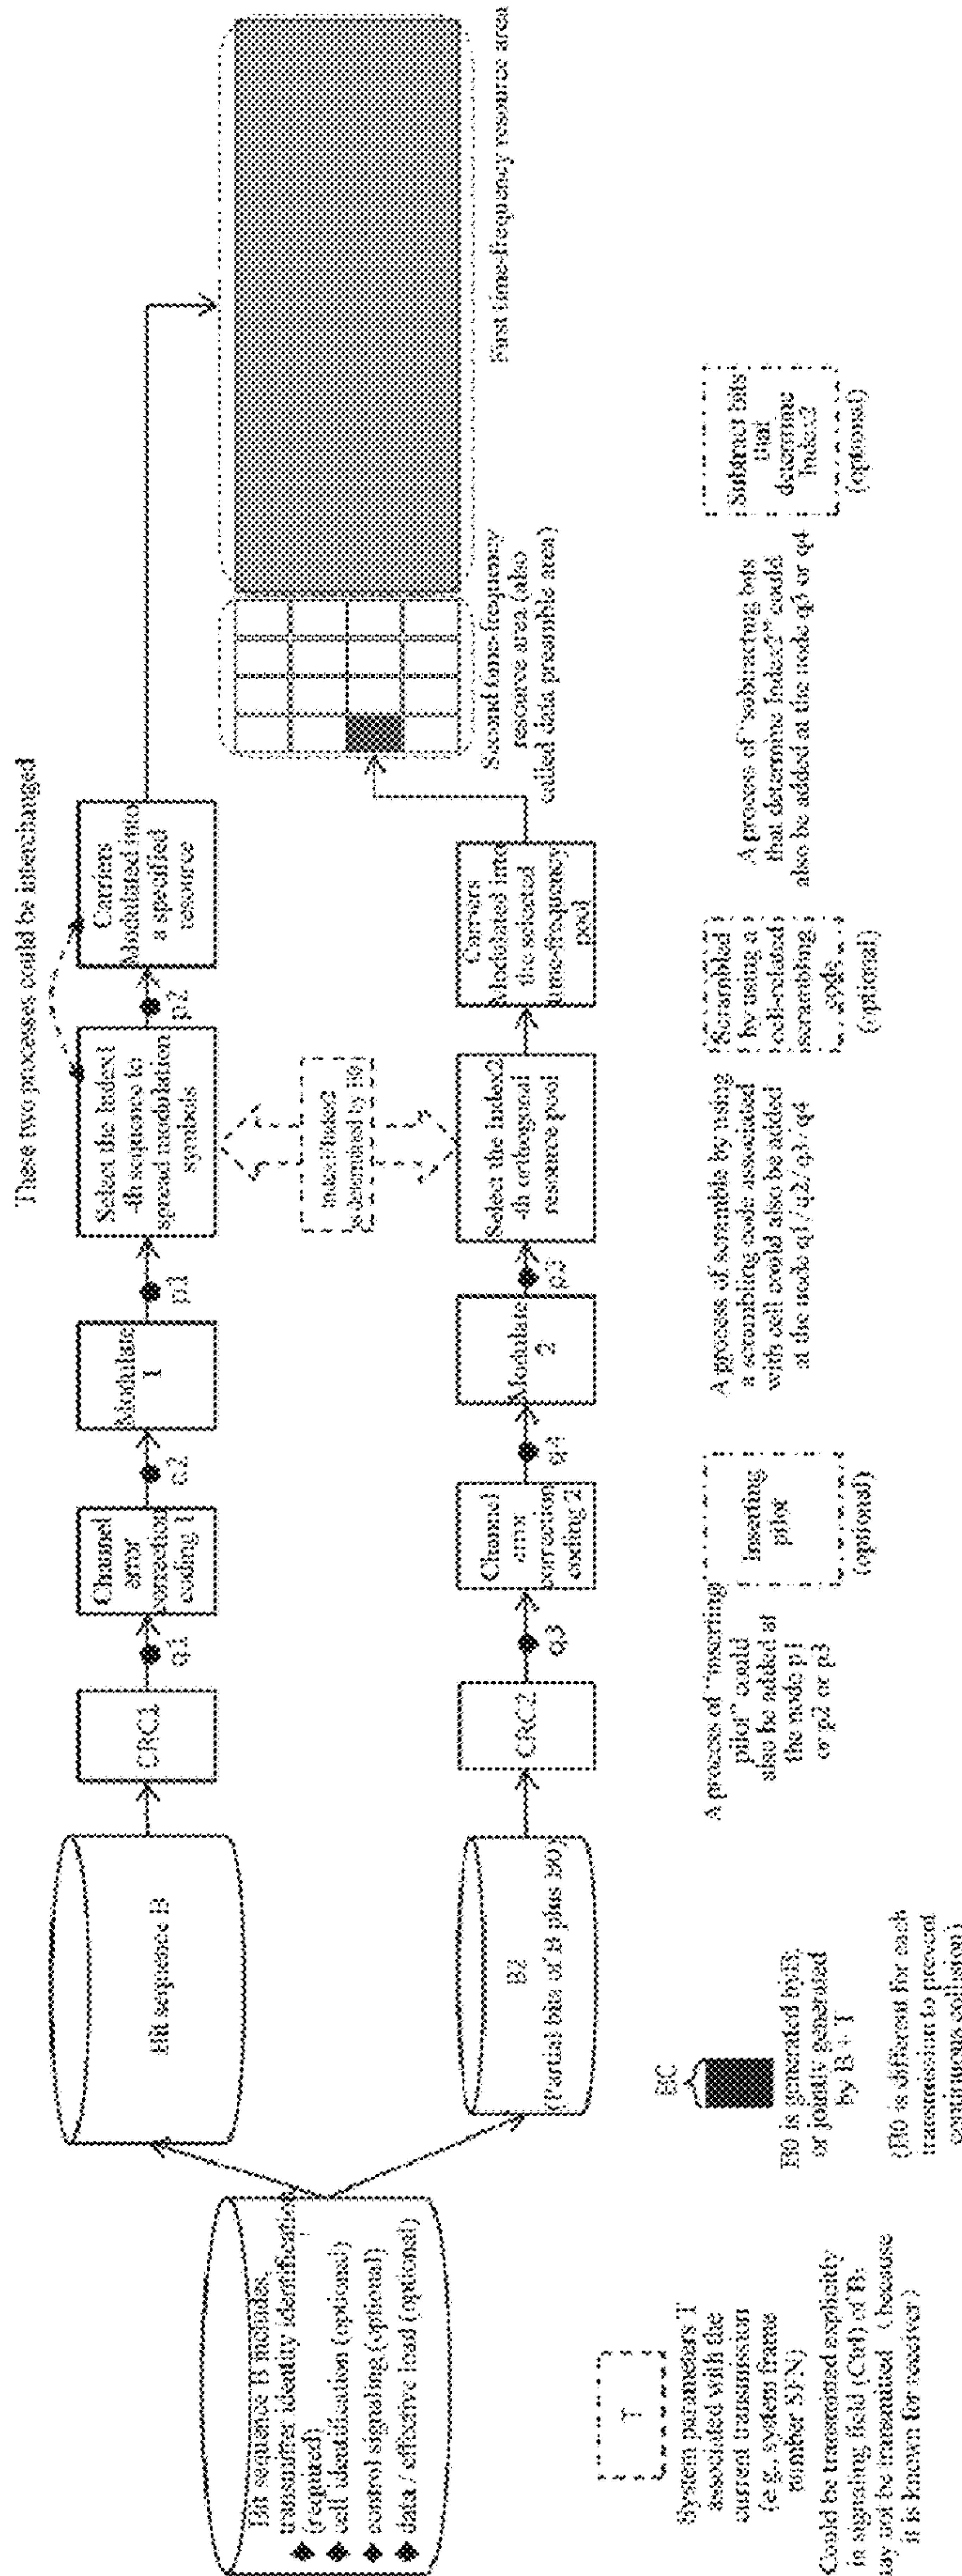 These two processes could be interchanged
Bit sequence B includes,
transmitter identity identification
(required)
cell identification (optional)
control signaling (optional)
data / effective load (optional)
Bit sequence B
CRC1
q1
Channel
error
correction
coding 1
q2
Modulate
1
p1
Select the Index1
-th sequence to
spread modulation
symbols
p2
Carriers
Modulated into
a specified
resource
is determined by B0
B2
(Partial bits of B plus B0)
CRC2
q3
Channel
error
correction
coding 2
q4
Modulate
2
p3
Select the Index2
-th orthogonal
resource pool
Carriers
Modulated into
the selected
time-frequency
pool
Second time-frequency
resource area (also
called data preamble area)
First time-frequency resource area
T
System parameters T
associated with the
current transmission
(e.g., system frame
number SFN)
Could be transmitted explicitly
in signaling field (Ctrl) of B;
may not be transmitted (because
it is known for receiver)
BC
B0 is generated by B;
or jointly generated
by B + T
(B0 is different for each
transmission to prevent
continuous collision)
A process of "inserting
pilot" could
also be added at
the node p1
or p2 or p3
Inserting
pilot
(optional)
A process of scramble by using
a scrambling code associated
with cell could also be added
at the node q1 / q2 / q3 / q4
Scrambled
by using a
cell-related
scrambling
code
(optional)
A process of "subtracting bits
that determine Index2" could
also be added at the node q3 or q4
Subtract bits
that
determine
Index2
(optional)